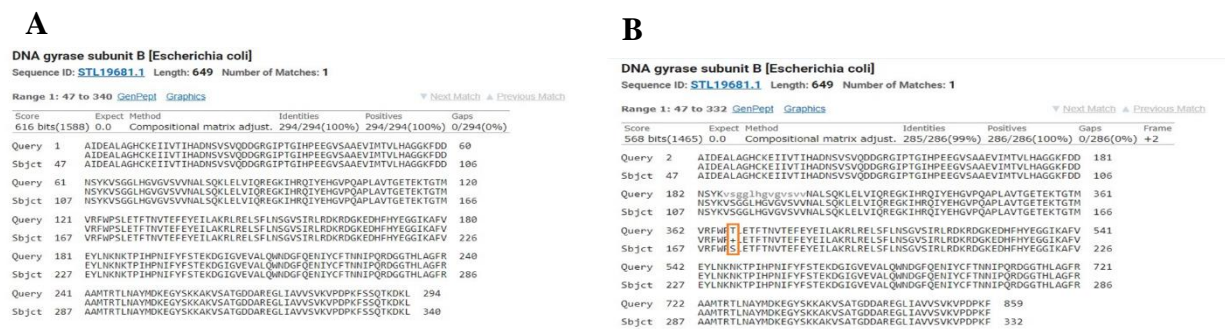 A
DNA gyrase subunit B [Escherichia coli]
Sequence ID: STL19681.1 Length: 649 Number of Matches: 1
Range 1: 47 to 340 GenPept Graphics ▼ Next Match ▲ Previous Match
Score Expect Method Identities Positives Gaps
616 bits(1588) 0.0 Compositional matrix adjust. 294/294(100%) 294/294(100%) 0/294(0%)
Query 1 AIDEALAGHCKEIIVTIHADNSVSVQDDGRGIPTGIHPEEGVSAAEVIMTVLHAGGKFDD 60
AIDEALAGHCKEIIVTIHADNSVSVQDDGRGIPTGIHPEEGVSAAEVIMTVLHAGGKFDD
Sbjct 47 AIDEALAGHCKEIIVTIHADNSVSVQDDGRGIPTGIHPEEGVSAAEVIMTVLHAGGKFDD 106
Query 61 NSYKVSGGLHGVGVSVVNALSQKLELVIQREGKIHRQIYEHGVPQAPLAVTGETEKTGTM 120
NSYKVSGGLHGVGVSVVNALSQKLELVIQREGKIHRQIYEHGVPQAPLAVTGETEKTGTM
Sbjct 107 NSYKVSGGLHGVGVSVVNALSQKLELVIQREGKIHRQIYEHGVPQAPLAVTGETEKTGTM 166
Query 121 VRFWPSLETFTNVTEFEYEILAKRLRELSFLNSGVSIRLRDKRDGKEDHFHYEGGIKAFV 180
VRFWPSLETFTNVTEFEYEILAKRLRELSFLNSGVSIRLRDKRDGKEDHFHYEGGIKAFV
Sbjct 167 VRFWPSLETFTNVTEFEYEILAKRLRELSFLNSGVSIRLRDKRDGKEDHFHYEGGIKAFV 226
Query 181 EYLNKNKTPIHPNIFYFSTEKDGIGVEVALQWNDGFQENIYCFTNNIPQRDGGTHLAGFR 240
EYLNKNKTPIHPNIFYFSTEKDGIGVEVALQWNDGFQENIYCFTNNIPQRDGGTHLAGFR
Sbjct 227 EYLNKNKTPIHPNIFYFSTEKDGIGVEVALQWNDGFQENIYCFTNNIPQRDGGTHLAGFR 286
Query 241 AAMTRTLNAYMDKEGYSKKAKVSATGDDAREGLIAVVSVKVPDPKFSSQTKDKL 294
AAMTRTLNAYMDKEGYSKKAKVSATGDDAREGLIAVVSVKVPDPKFSSQTKDKL
Sbjct 287 AAMTRTLNAYMDKEGYSKKAKVSATGDDAREGLIAVVSVKVPDPKFSSQTKDKL 340
B
DNA gyrase subunit B [Escherichia coli]
Sequence ID: STL19681.1 Length: 649 Number of Matches: 1
Range 1: 47 to 332 GenPept Graphics ▼ Next Match ▲ Previous Match
Score Expect Method Identities Positives Gaps Frame
568 bits(1465) 0.0 Compositional matrix adjust. 285/286(99%) 286/286(100%) 0/286(0%) +2
Query 2 AIDEALAGHCKEIIVTIHADNSVSVQDDGRGIPTGIHPEEGVSAAEVIMTVLHAGGKFDD 181
AIDEALAGHCKEIIVTIHADNSVSVQDDGRGIPTGIHPEEGVSAAEVIMTVLHAGGKFDD
Sbjct 47 AIDEALAGHCKEIIVTIHADNSVSVQDDGRGIPTGIHPEEGVSAAEVIMTVLHAGGKFDD 106
Query 182 NSYKvsgglhgvgvsvvNALSQKLELVIQREGKIHRQIYEHGVPQAPLAVTGETEKTGTM 361
NSYKVSGGLHGVGVSVVNALSQKLELVIQREGKIHRQIYEHGVPQAPLAVTGETEKTGTM
Sbjct 107 NSYKVSGGLHGVGVSVVNALSQKLELVIQREGKIHRQIYEHGVPQAPLAVTGETEKTGTM 166
Query 362 VRFWPTLETFTNVTEFEYEILAKRLRELSFLNSGVSIRLRDKRDGKEDHFHYEGGIKAFV 541
VRFWP+LETFTNVTEFEYEILAKRLRELSFLNSGVSIRLRDKRDGKEDHFHYEGGIKAFV
Sbjct 167 VRFWPSLETFTNVTEFEYEILAKRLRELSFLNSGVSIRLRDKRDGKEDHFHYEGGIKAFV 226
Query 542 EYLNKNKTPIHPNIFYFSTEKDGIGVEVALQWNDGFQENIYCFTNNIPQRDGGTHLAGFR 721
EYLNKNKTPIHPNIFYFSTEKDGIGVEVALQWNDGFQENIYCFTNNIPQRDGGTHLAGFR
Sbjct 227 EYLNKNKTPIHPNIFYFSTEKDGIGVEVALQWNDGFQENIYCFTNNIPQRDGGTHLAGFR 286
Query 722 AAMTRTLNAYMDKEGYSKKAKVSATGDDAREGLIAVVSVKVPDPKF 859
AAMTRTLNAYMDKEGYSKKAKVSATGDDAREGLIAVVSVKVPDPKF
Sbjct 287 AAMTRTLNAYMDKEGYSKKAKVSATGDDAREGLIAVVSVKVPDPKF 332